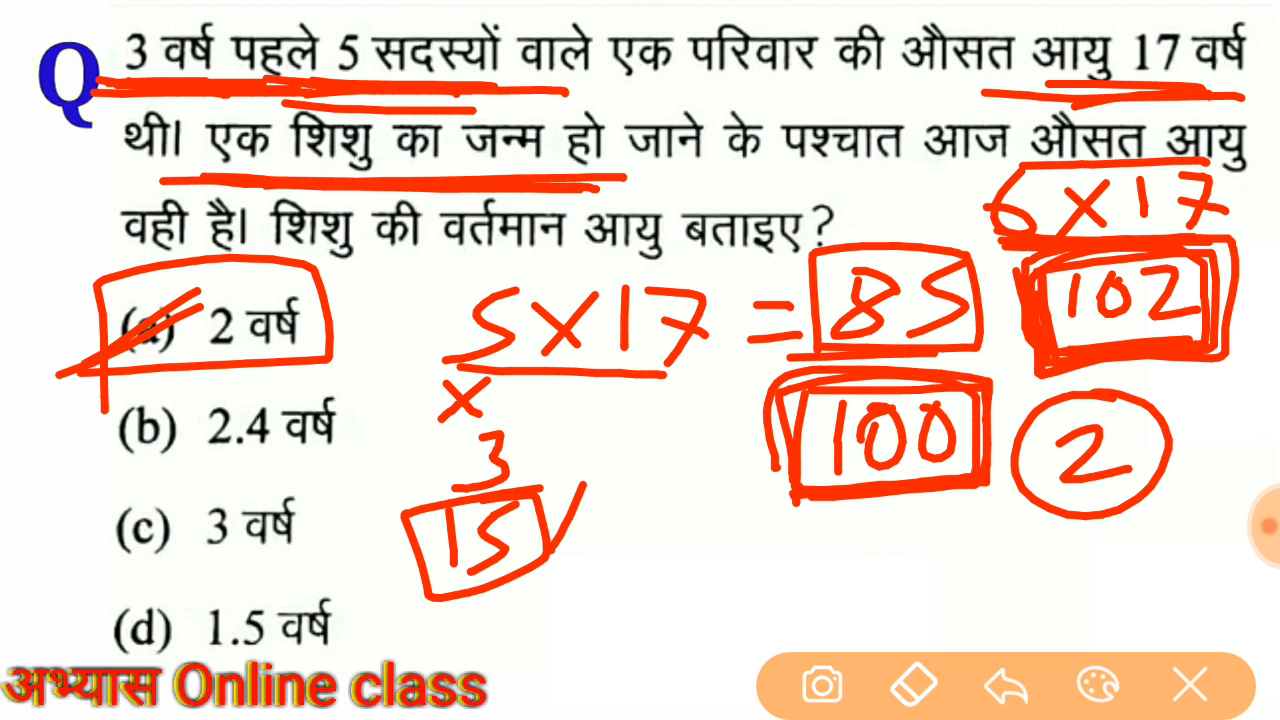 Q 3 वर्ष पहले 5 सदस्यों वाले एक परिवार की औसत आयु 17 वर्ष
थी। एक शिशु का जन्म हो जाने के पश्चात आज औसत आयु
वही है। शिशु की वर्तमान आयु बताइए?
6 x 17
102
(a) 2 वर्ष
5 x 17 = 85
x
3
15
100
2
(b) 2.4 वर्ष
(c) 3 वर्ष
(d) 1.5 वर्ष
अभ्यास Online class